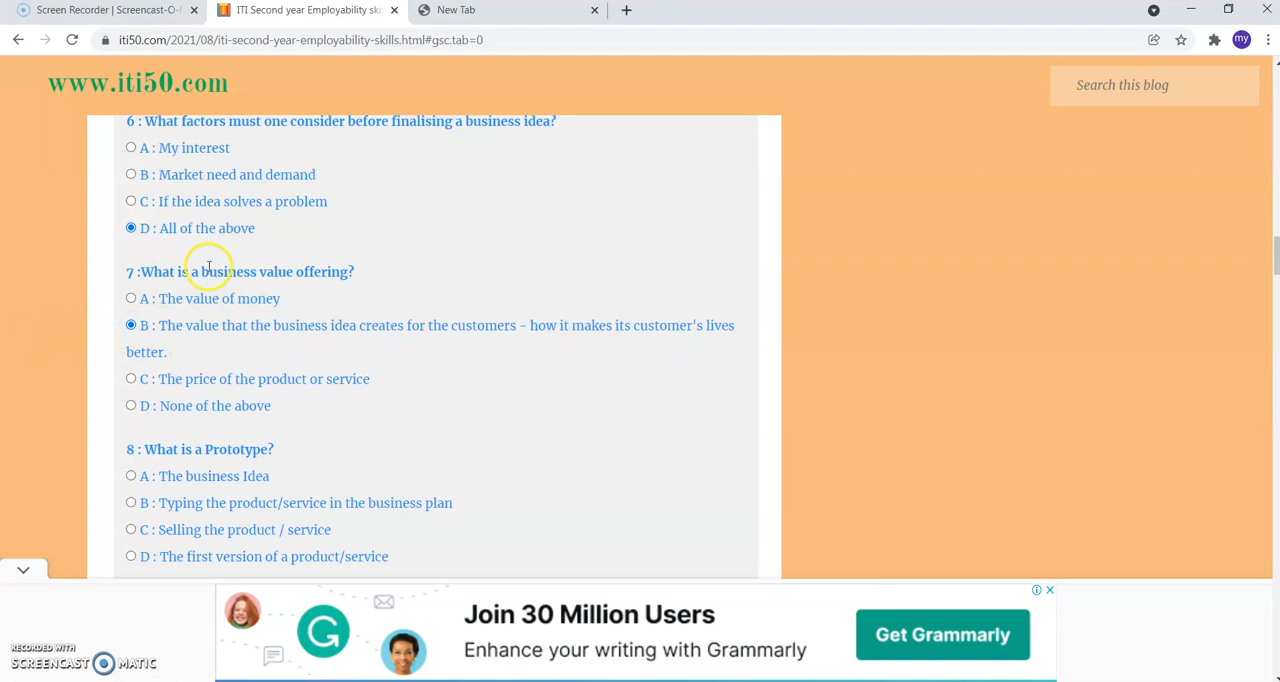 Screen Recorder | Screencast-O-
ITI Second year Employability ski
New Tab
iti50.com/2021/08/iti-second-year-employability-skills.html#gsc.tab=0
my
www.iti50.com
Search this blog
6 : What factors must one consider before finalising a business idea?
A : My interest
B : Market need and demand
C : If the idea solves a problem
D : All of the above
7 :What is a business value offering?
A : The value of money
B : The value that the business idea creates for the customers - how it makes its customer's lives
better.
C : The price of the product or service
D : None of the above
8 : What is a Prototype?
A : The business Idea
B : Typing the product/service in the business plan
C : Selling the product / service
D : The first version of a product/service
Join 30 Million Users
Enhance your writing with Grammarly
Get Grammarly
RECORDED WITH
SCREENCAST MATIC